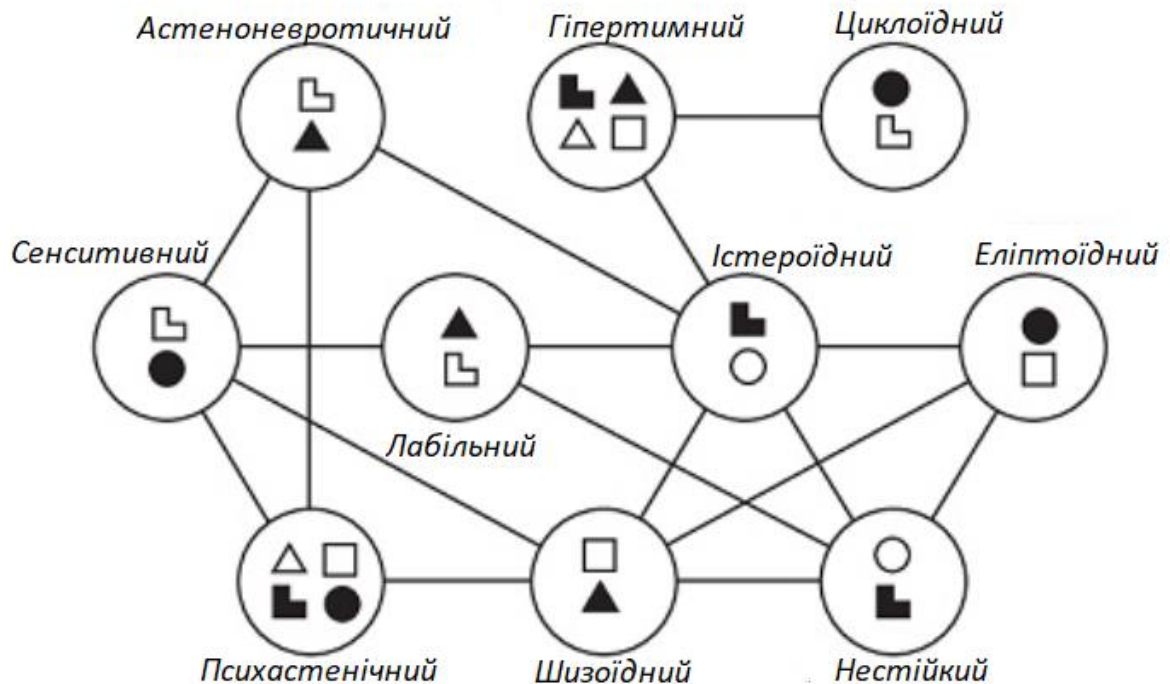 Астеноневротичний
Гіпертимний
Циклоїдний
Сенситивний
Істероїдний
Еліптоїдний
Лабільний
Психастенічний
Шизоїдний
Нестійкий